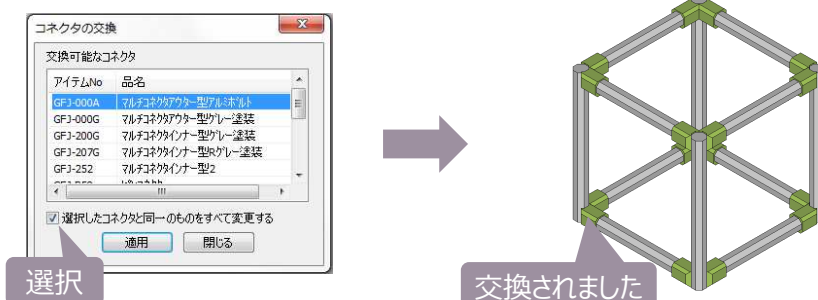 コネクタの交換
交換可能なコネクタ
アイテムNo 品名
GFJ-000A マルチコネクタアウター型アルミボルト
GFJ-000G マルチコネクタアウター型グレー塗装
GFJ-200G マルチコネクタインナー型グレー塗装
GFJ-207G マルチコネクタインナー型Rグレー塗装
GFJ-252 マルチコネクタインナー型2
選択したコネクタと同一のものをすべて変更する
適用 閉じる
選択
交換されました